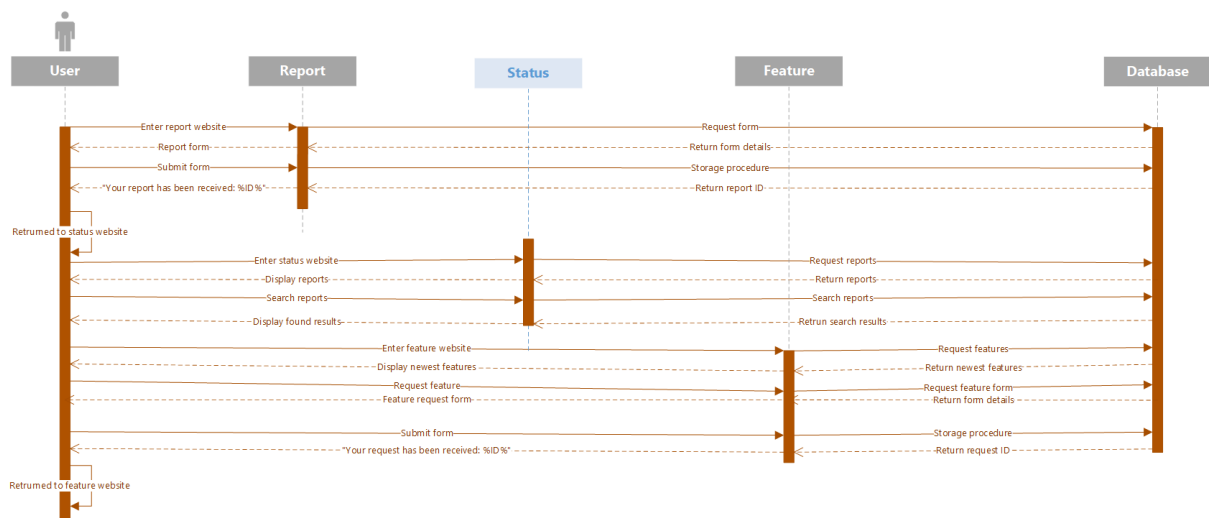 User
Report
Status
Feature
Database
Enter report website
Request form
Report form
Return form details
Submit form
Storage procedure
"Your report has been received: %ID%"
Return report ID
Retrurned to status website
Enter status website
Request reports
Display reports
Return reports
Search reports
Search reports
Display found results
Retrun search results
Enter feature website
Request features
Display newest features
Return newest features
Request feature
Request feature form
Feature request form
Return form details
Submit form
Storage procedure
"Your request has been received: %ID%"
Return request ID
Retrurned to feature website